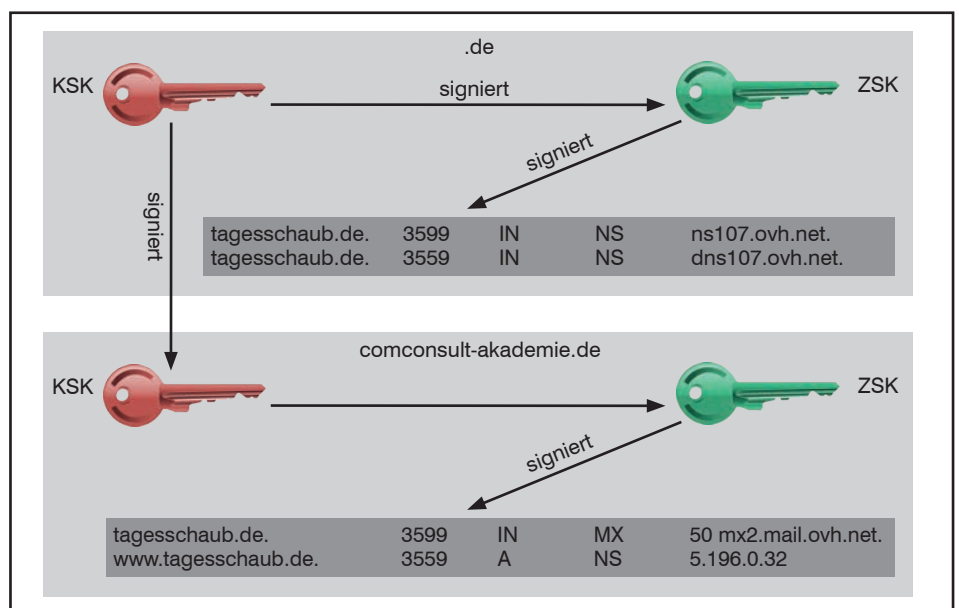 .de
KSK
signiert
ZSK
signiert
signiert
tagesschaub.de. 3599 IN NS ns107.ovh.net.
tagesschaub.de. 3559 IN NS dns107.ovh.net.
comconsult-akademie.de
KSK
ZSK
signiert
tagesschaub.de. 3599 IN MX 50 mx2.mail.ovh.net.
www.tagesschaub.de. 3559 A NS 5.196.0.32